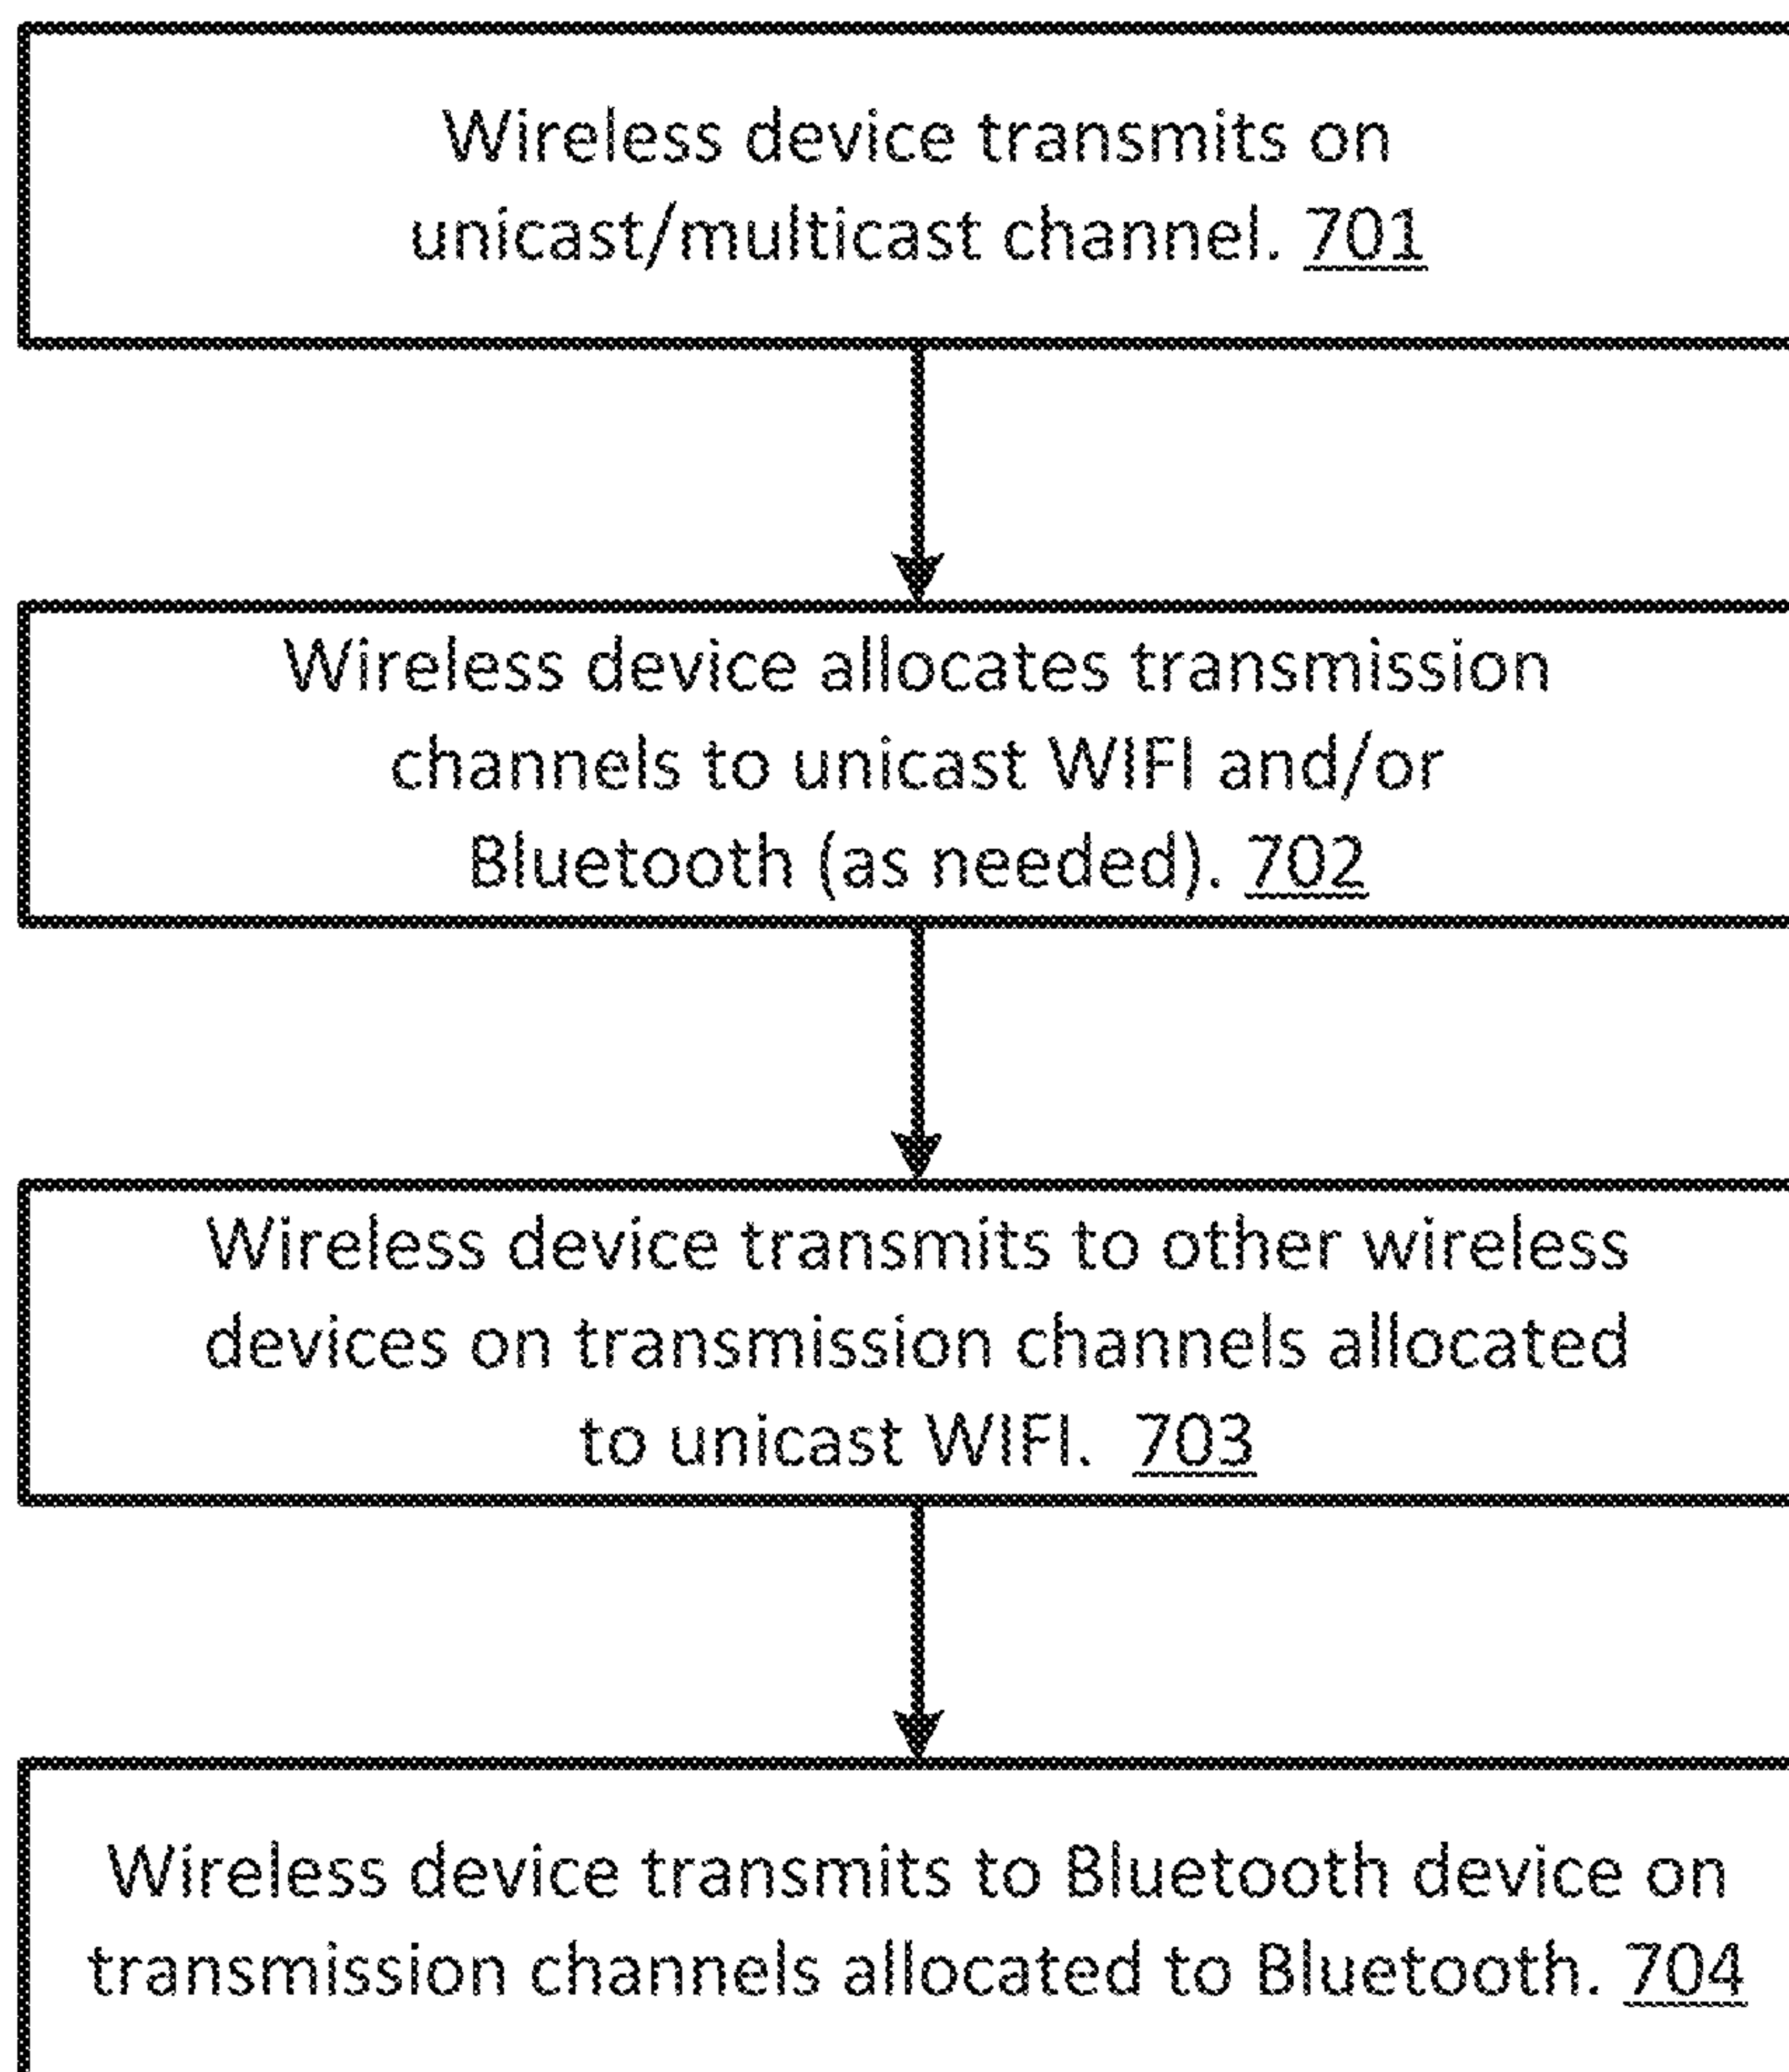 Wireless device transmits on
unicast/multicast channel. 701
Wireless device allocates transmission
channels to unicast WIFI and/or
Bluetooth (as needed). 702
Wireless device transmits to other wireless
devices on transmission channels allocated
to unicast WIFI. 703
Wireless device transmits to Bluetooth device on
transmission channels allocated to Bluetooth. 704